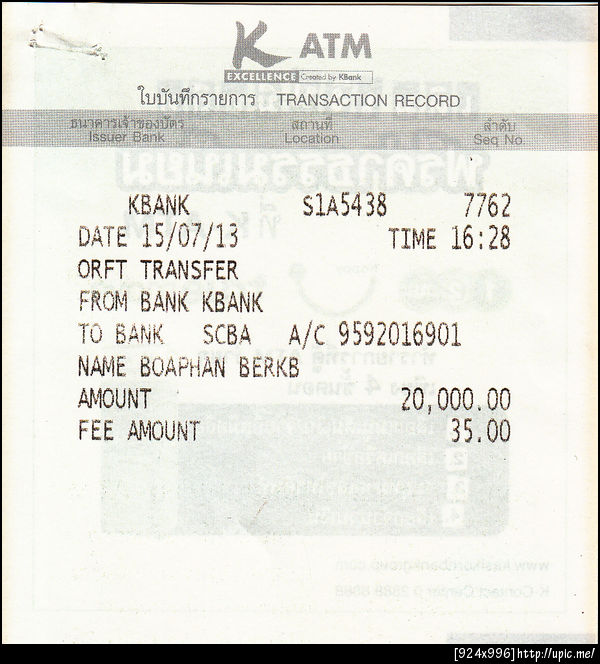 K ATM
EXCELLENCE Created by KBank
ใบบันทึกรายการ TRANSACTION RECORD
ธนาคารเจ้าของบัตร สถานที่ ลำดับ
Issuer Bank Location Seq No.
KBANK S1A5438 7762
DATE 15/07/13 TIME 16:28
ORFT TRANSFER
FROM BANK KBANK
TO BANK SCBA A/C 9592016901
NAME BOAPHAN BERKB
AMOUNT 20,000.00
FEE AMOUNT 35.00
[924x996]http://upic.me/